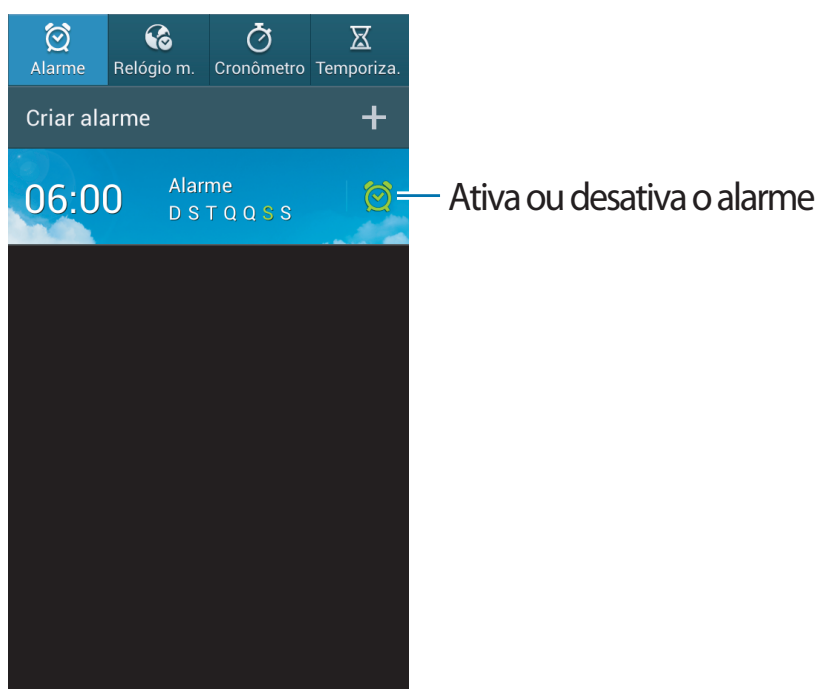 Alarme Relógio m. Cronômetro Temporiza.
Criar alarme
06:00 Alarme
D S T Q Q S S
Ativa ou desativa o alarme